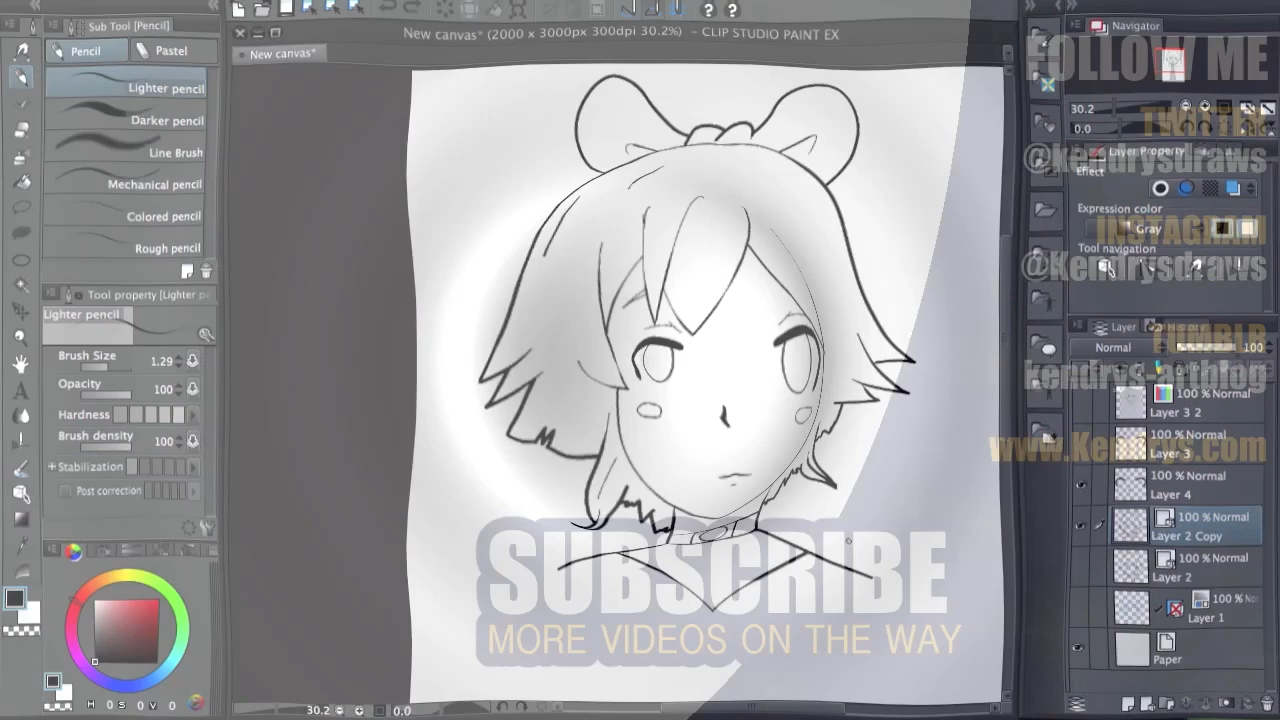 Sub Tool [Pencil]
Pencil
Pastel
Lighter pencil
Darker pencil
Line Brush
Mechanical pencil
Colored pencil
Rough pencil
Tool property [Lighter pe
Lighter pencil
Brush Size 1.29
Opacity 100
Hardness
Brush density 100
Stabilization
Post correction
H 0 S 0 V 0
New canvas* (2000 x 3000px 300dpi 30.2%) - CLIP STUDIO PAINT EX
New canvas*
SUBSCRIBE
MORE VIDEOS ON THE WAY
30.2
0.0
Navigator
FOLLOW ME
30.2
TWITTER
0.0
Layer Property
@kendrysdraws
Effect
Expression color
Gray
INSTAGRAM
Tool navigation
@Kendrysdraws
Layer
TUMBLR
Normal 100
kendrys-artblog
100 % Normal
Layer 3 2
100 % Normal
Layer 3
www.Kendrys.com
100 % Normal
Layer 4
100 % Normal
Layer 2 Copy
100 % Normal
Layer 2
100 % No
Layer 1
Paper